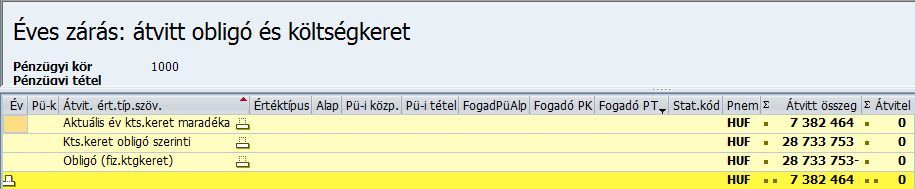 Éves zárás: átvitt obligó és költségkeret
Pénzügyi kör 1000
Pénzügyi tétel
Év Pü-k Átvit. ért.típ.szöv. Értéktípus Alap Pü-i közp. Pü-i tétel FogadPüAlp Fogadó PK Fogadó PT Stat.kód Pnem Σ Átvitt összeg Σ Átvitel
Aktuális év kts.keret maradéka HUF 7 382 464 0
Kts.keret obligó szerinti HUF 28 733 753 0
Obligó (fiz.ktgkeret) HUF 28 733 753- 0
HUF 7 382 464 0